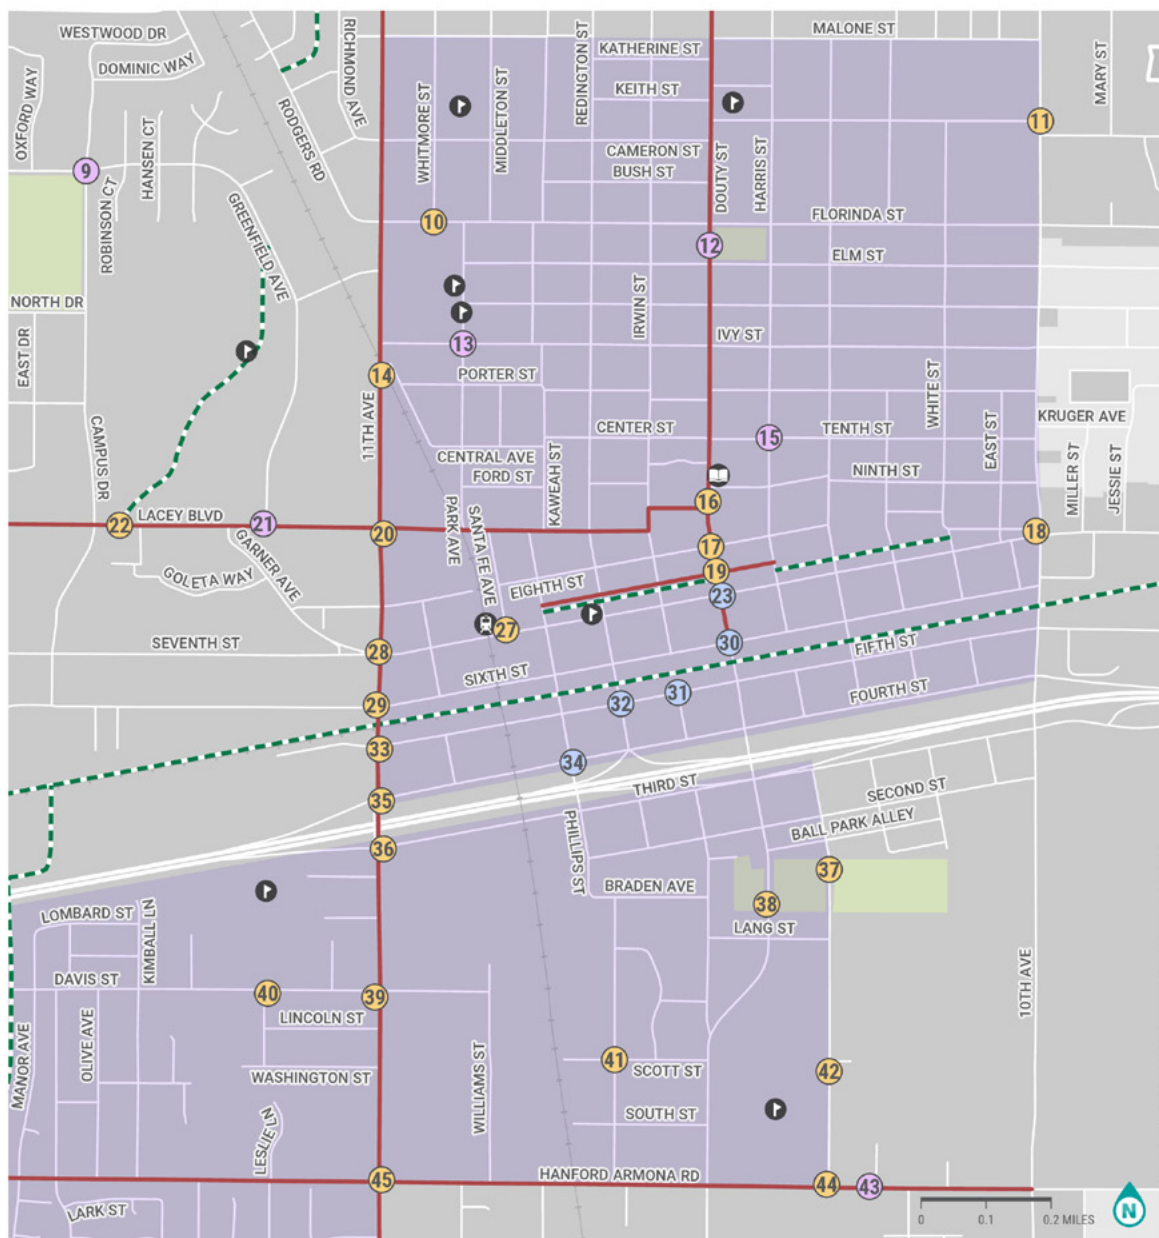 WESTWOOD DR
DOMINIC WAY
OXFORD WAY
HANSEN CT
ROBINSON CT
RODGERS RD
RICHMOND AVE
GREENFIELD AVE
WHITMORE ST
MIDDLETON ST
REDINGTON ST
KATHERINE ST
KEITH ST
CAMERON ST
BUSH ST
DOUTY ST
HARRIS ST
MALONE ST
MARY ST
9
10
11
12
FLORINDA ST
ELM ST
NORTH DR
EAST DR
IRWIN ST
IVY ST
13
14
PORTER ST
11TH AVE
CAMPUS DR
WHITE ST
EAST ST
KRUGER AVE
CENTER ST
15
TENTH ST
CENTRAL AVE
FORD ST
KAWEAH ST
NINTH ST
MILLER ST
JESSIE ST
16
LACEY BLVD
22
21
20
PARK AVE
SANTA FE AVE
17
18
19
GARNER AVE
GOLETA WAY
EIGHTH ST
23
27
SEVENTH ST
28
30
SIXTH ST
FIFTH ST
FOURTH ST
29
32
31
33
34
35
THIRD ST
SECOND ST
BALL PARK ALLEY
36
PHILLIPS ST
37
BRADEN AVE
38
LOMBARD ST
KIMBALL LN
LANG ST
DAVIS ST
40
39
10TH AVE
LINCOLN ST
MANOR AVE
OLIVE AVE
WILLIAMS ST
41
SCOTT ST
42
WASHINGTON ST
SOUTH ST
LESLIE LN
HANFORD ARMONA RD
45
44
43
LARK ST
0 0.1 0.2 MILES
N